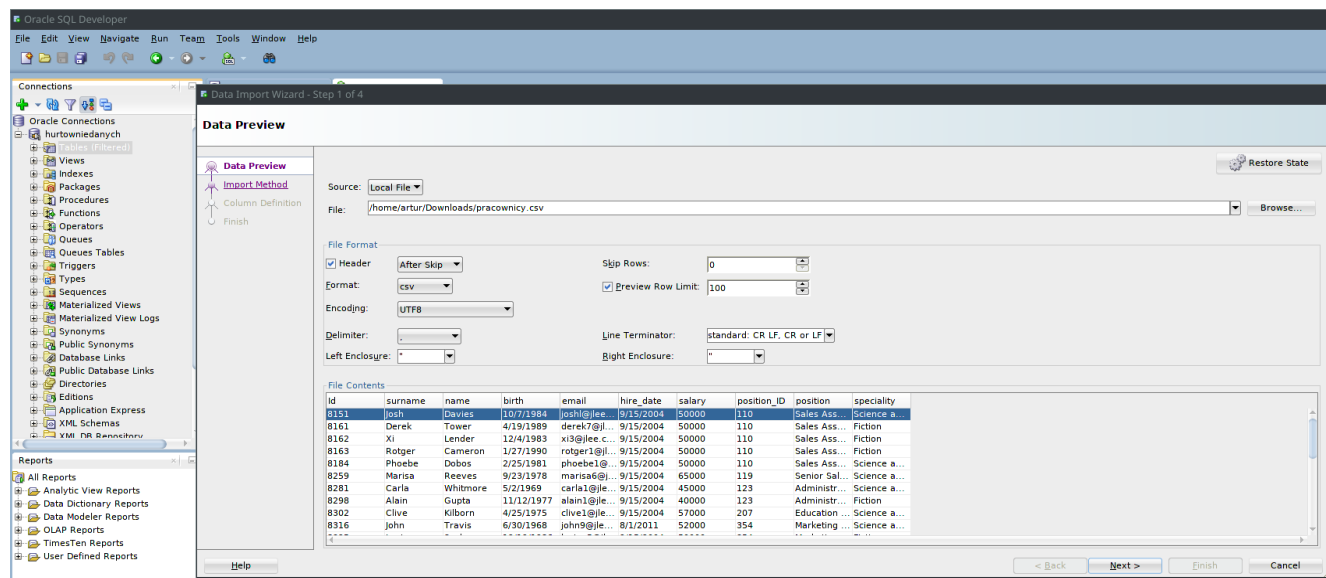 Oracle SQL Developer
File Edit View Navigate Run Team Tools Window Help
Connections
Oracle Connections
hurtowniedanych
Tables (Filtered)
Views
Indexes
Packages
Procedures
Functions
Operators
Queues
Queues Tables
Triggers
Types
Sequences
Materialized Views
Materialized View Logs
Synonyms
Public Synonyms
Database Links
Public Database Links
Directories
Editions
Application Express
XML Schemas
XML DB Repository
Reports
All Reports
Analytic View Reports
Data Dictionary Reports
Data Modeler Reports
OLAP Reports
TimesTen Reports
User Defined Reports
Data Import Wizard - Step 1 of 4
Data Preview
Data Preview
Import Method
Column Definition
Finish
Restore State
Source: Local File
File: /home/artur/Downloads/pracownicy.csv Browse...
File Format
Header After Skip Skip Rows: 0
Format: csv Preview Row Limit: 100
Encoding: UTF8
Delimiter: Line Terminator: standard: CR LF, CR or LF
Left Enclosure: " Right Enclosure: "
File Contents
Id surname name birth email hire_date salary position_ID position speciality
8151 Josh Davies 10/7/1984 joshl@jlee... 9/15/2004 50000 110 Sales Ass... Science a...
8161 Derek Tower 4/19/1989 derek7@jl... 9/15/2004 50000 110 Sales Ass... Fiction
8162 Xi Lender 12/4/1983 xi3@jlee.c... 9/15/2004 50000 110 Sales Ass... Science a...
8163 Rotger Cameron 1/27/1990 rotger1@jl... 9/15/2004 50000 110 Sales Ass... Fiction
8184 Phoebe Dobos 2/25/1981 phoebe1@... 9/15/2004 50000 110 Sales Ass... Science a...
8259 Marisa Reeves 9/23/1978 marisa6@j... 9/15/2004 65000 119 Senior Sal... Science a...
8281 Carla Whitmore 5/2/1969 carla1@jle... 9/15/2004 45000 123 Administr... Science a...
8298 Alain Gupta 11/12/1977 alain1@jle... 9/15/2004 40000 123 Administr... Fiction
8302 Clive Kilborn 4/25/1975 clive1@jle... 9/15/2004 57000 207 Education ... Science a...
8316 John Travis 6/30/1968 john9@jlee... 8/1/2011 52000 354 Marketing ... Science a...
Help < Back Next > Finish Cancel